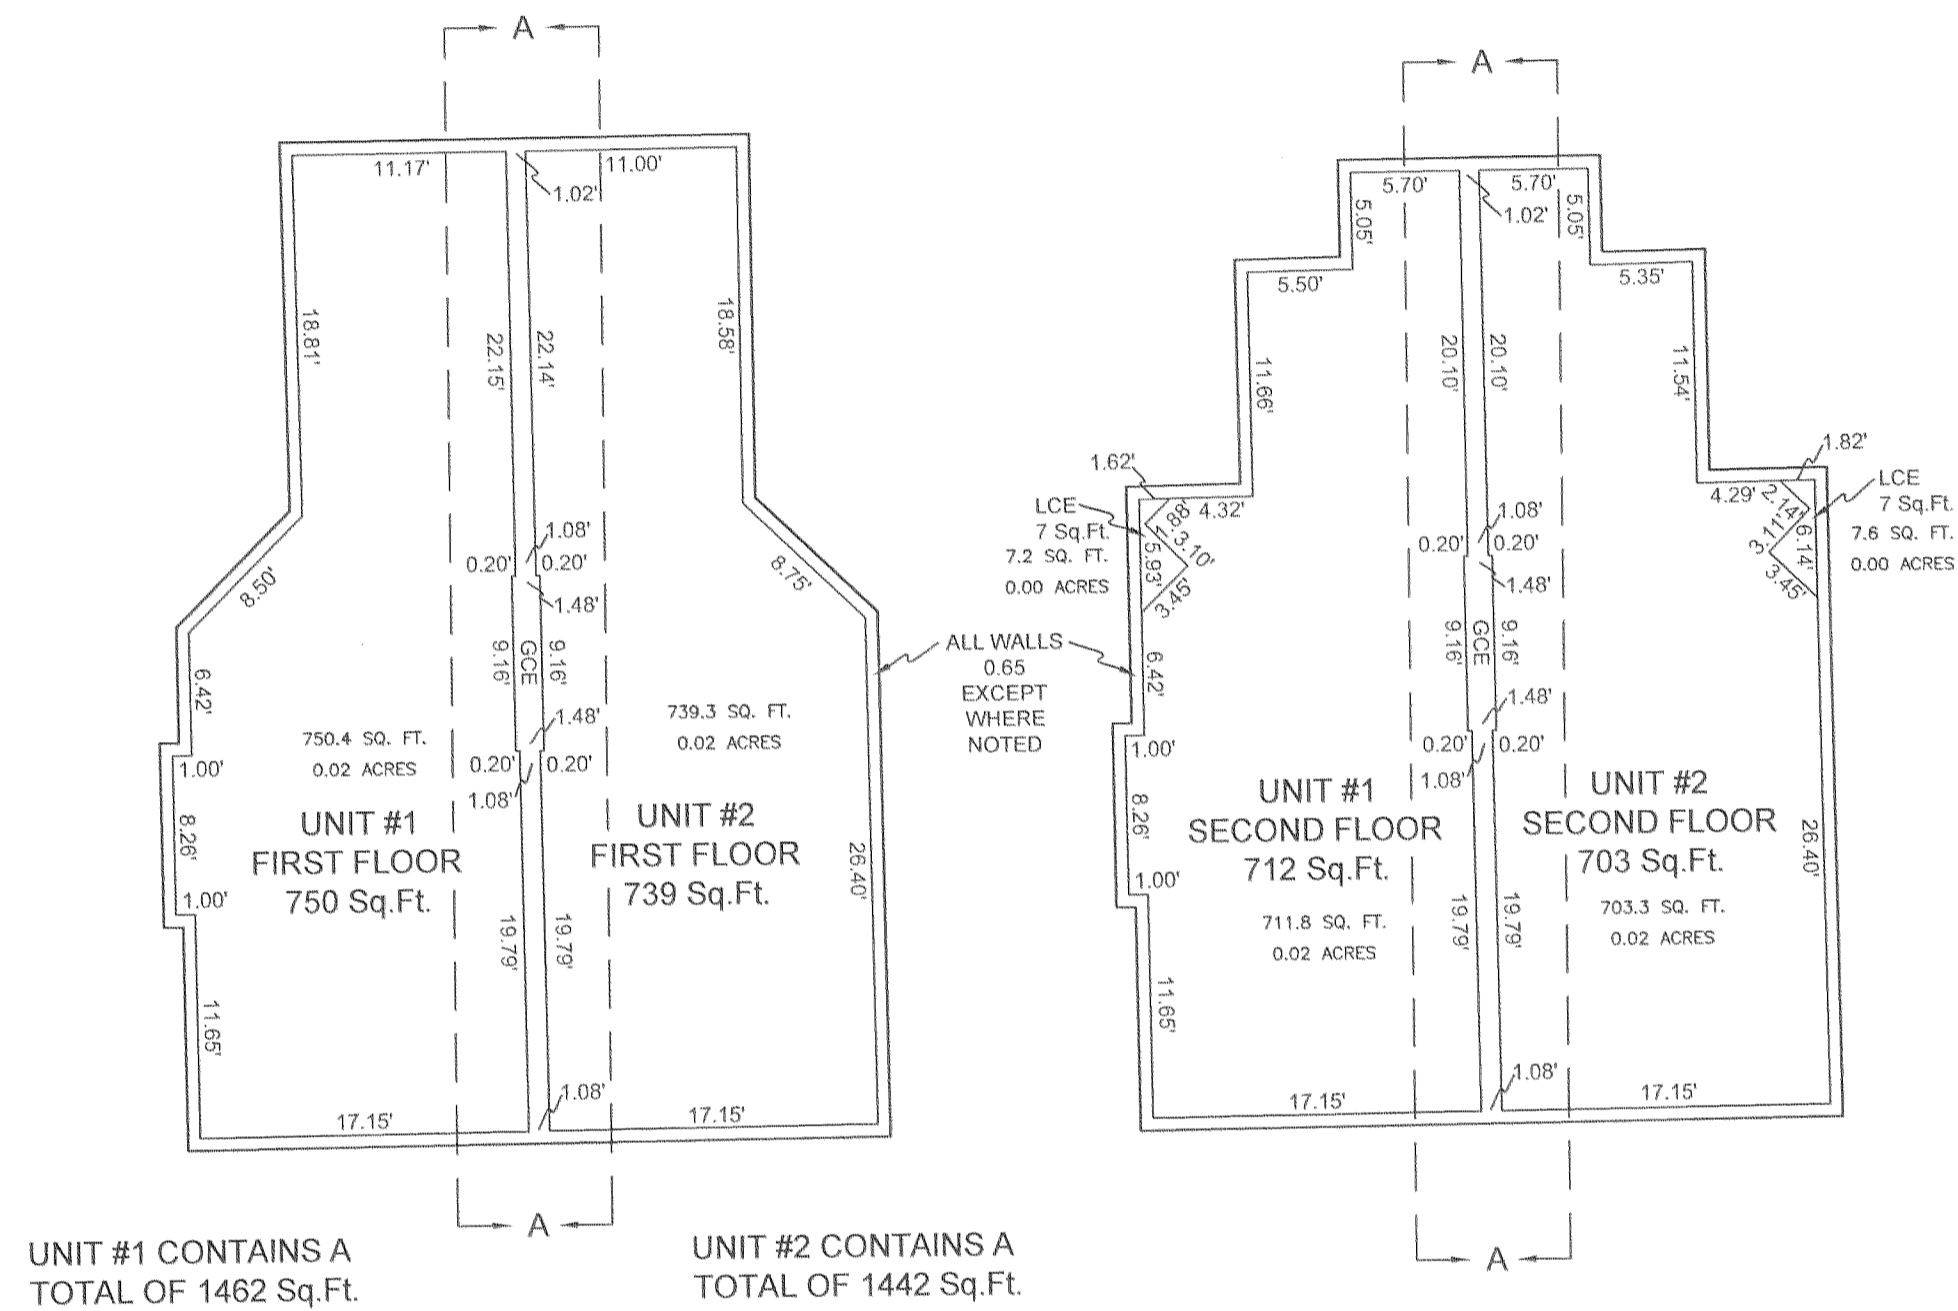 A
11.17'
11.00'
1.02'
18.81'
22.15'
22.14'
18.58'
1.08'
0.20'
0.20'
1.48'
8.50'
8.75'
9.16'
GCE
9.16'
6.42'
1.48'
739.3 SQ. FT.
0.02 ACRES
750.4 SQ. FT.
0.02 ACRES
1.00'
0.20'
0.20'
1.08'
8.26'
UNIT #1
FIRST FLOOR
750 Sq.Ft.
UNIT #2
FIRST FLOOR
739 Sq.Ft.
26.40'
1.00'
19.79'
19.79'
11.65'
1.08'
17.15'
17.15'
A
UNIT #1 CONTAINS A
TOTAL OF 1462 Sq.Ft.
UNIT #2 CONTAINS A
TOTAL OF 1442 Sq.Ft.
ALL WALLS
0.65
EXCEPT
WHERE
NOTED
A
5.70'
5.70'
1.02'
5.05'
5.05'
5.50'
5.35'
11.66'
20.10'
20.10'
11.54'
1.62'
1.82'
LCE
7 Sq.Ft.
7.2 SQ. FT.
0.00 ACRES
4.32'
1.88'
3.10'
5.93'
3.45'
4.29'
2.14'
3.11'
6.14'
3.45'
LCE
7 Sq.Ft.
7.6 SQ. FT.
0.00 ACRES
1.08'
0.20'
0.20'
1.48'
9.16'
GCE
9.16'
6.42'
1.48'
1.00'
0.20'
0.20'
1.08'
8.26'
UNIT #1
SECOND FLOOR
712 Sq.Ft.
711.8 SQ. FT.
0.02 ACRES
UNIT #2
SECOND FLOOR
703 Sq.Ft.
703.3 SQ. FT.
0.02 ACRES
26.40'
1.00'
19.79'
19.79'
11.65'
1.08'
17.15'
17.15'
A